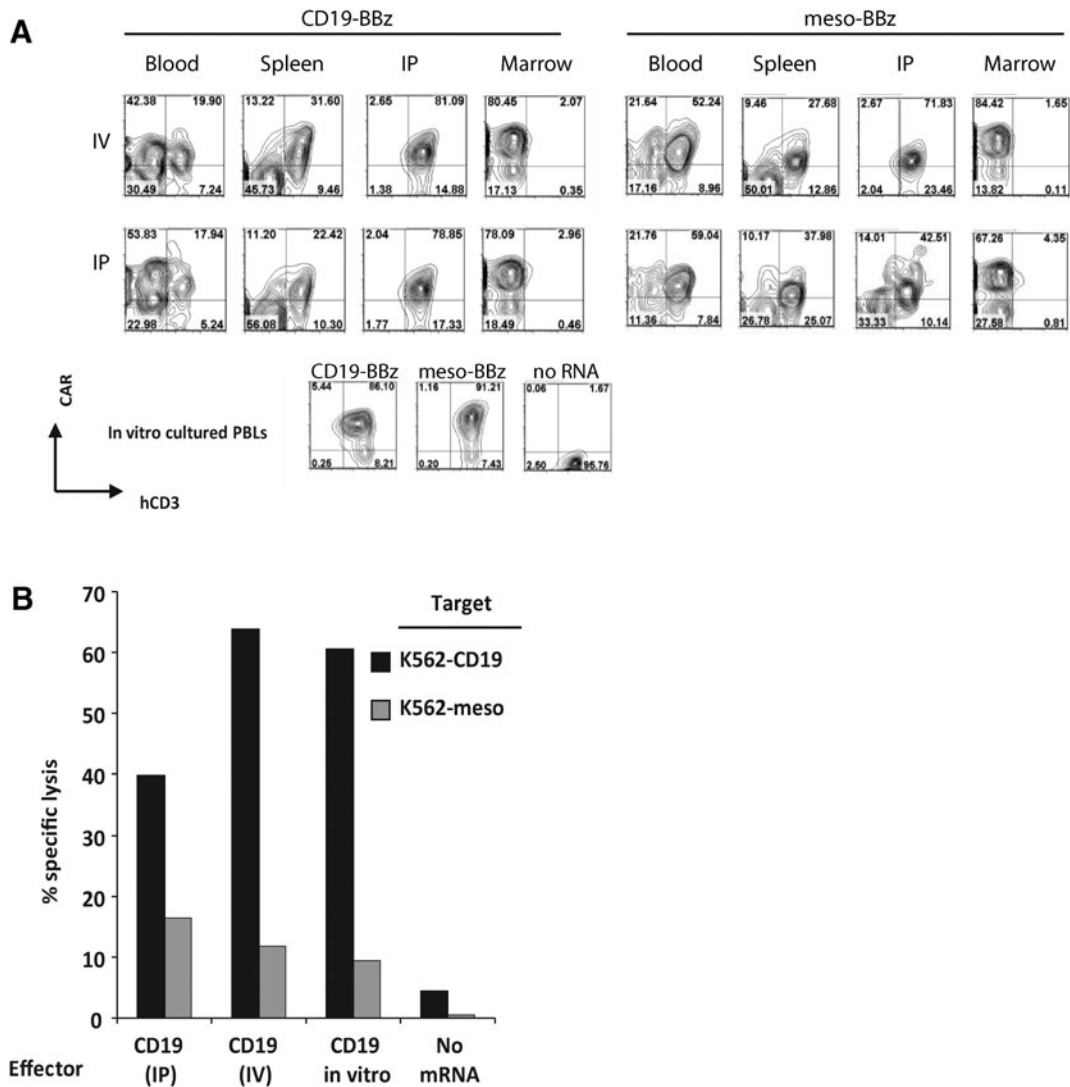 A
CD19-BBz meso-BBz
Blood Spleen IP Marrow Blood Spleen IP Marrow
IV
42.38 19.90 13.22 31.60 2.65 81.09 80.45 2.07 21.64 52.24 9.46 27.68 2.67 71.83 84.42 1.65
30.49 7.24 45.73 9.46 1.38 14.88 17.13 0.35 17.16 8.96 50.01 12.86 2.04 23.46 13.82 0.11
IP
53.83 17.94 11.20 22.42 2.04 78.85 78.09 2.96 21.76 59.04 10.17 37.98 14.01 42.51 67.26 4.35
22.98 5.24 56.08 10.30 1.77 17.33 18.49 0.46 11.36 7.84 26.78 25.07 33.33 10.14 27.58 0.81
CD19-BBz meso-BBz no RNA
5.44 86.10 1.16 91.21 0.06 1.67
0.25 8.21 0.20 7.43 2.50 95.76
CAR
In vitro cultured PBLs
hCD3
B
70
60
50
40
30
20
10
0
% specific lysis
Target
K562-CD19
K562-meso
Effector
CD19 (IP)
CD19 (IV)
CD19 in vitro
No mRNA